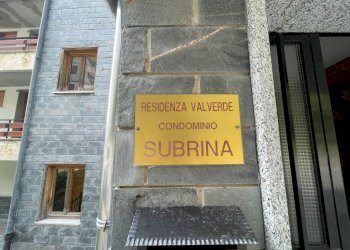 RESIDENZA VALVERDE
CONDOMINIO
SUBRINA